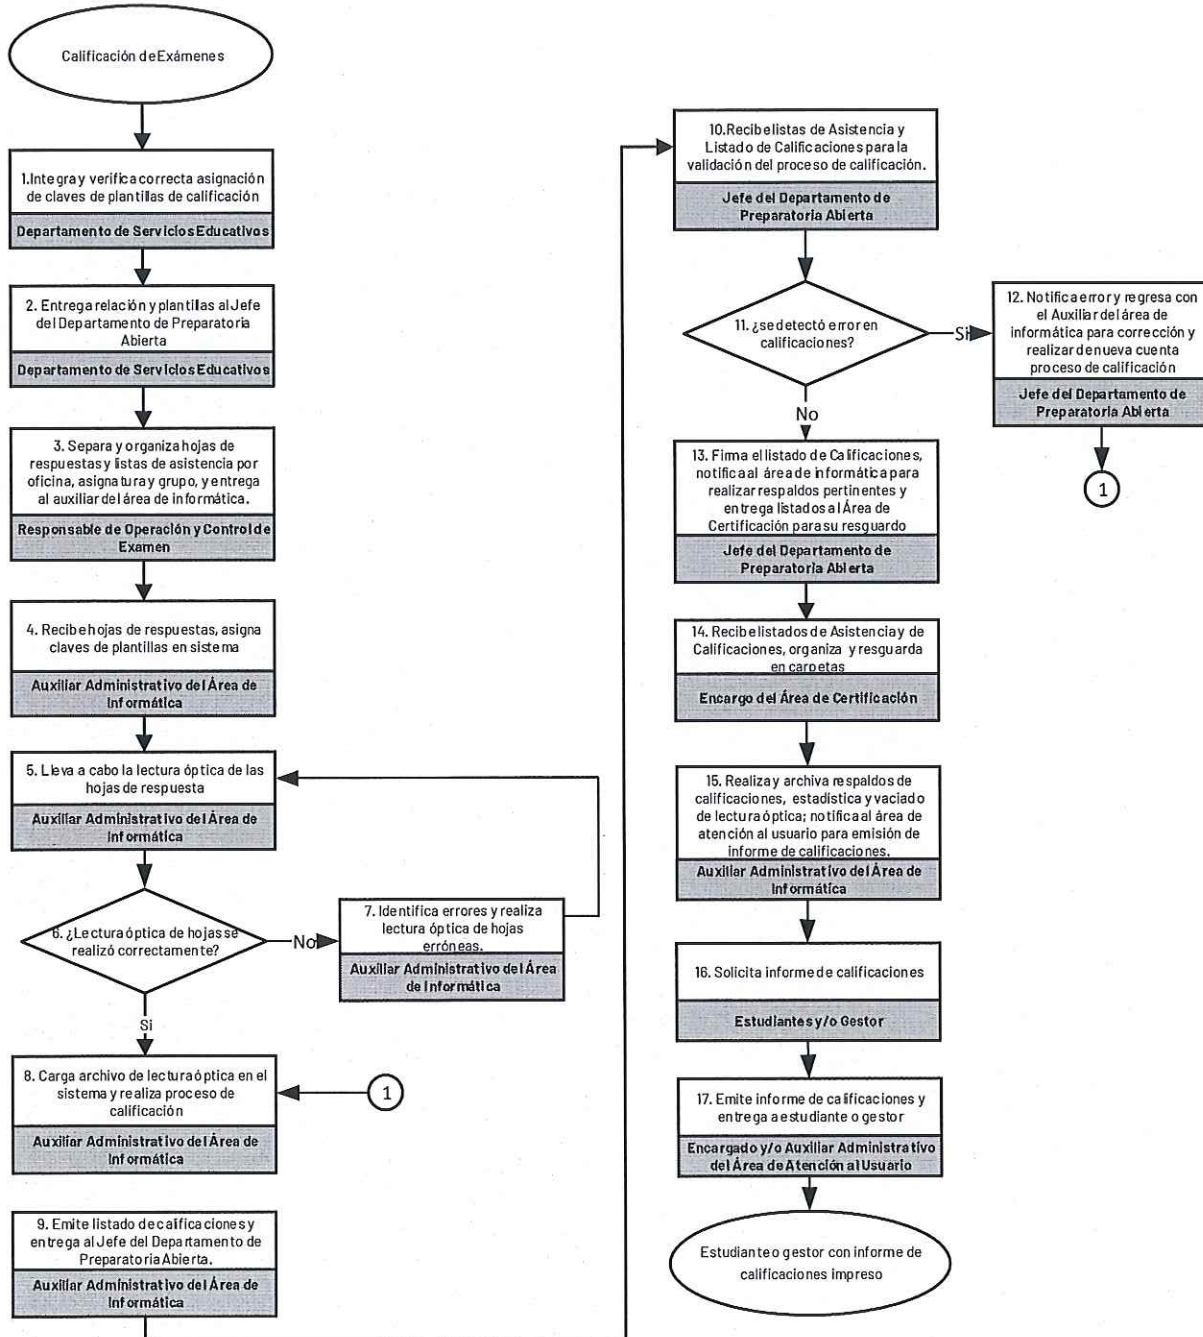 Calificación de Exámenes
1.Integra y verifica correcta asignación
de claves de plantillas de calificación
Departamento de Servicios Educativos
2. Entrega relación y plantillas al Jefe
del Departamento de Preparatoria
Abierta
Departamento de Servicios Educativos
3. Separa y organiza hojas de
respuestas y listas de asistencia por
oficina, asignatura y grupo, y entrega
al auxiliar del área de informática.
Responsable de Operación y Control de
Examen
4. Recibe hojas de respuestas, asigna
claves de plantillas en sistema
Auxiliar Administrativo del Área de
Informática
5. Lleva a cabo la lectura óptica de las
hojas de respuesta
Auxiliar Administrativo del Área de
Informática
6. ¿Lectura óptica de hojas se
realizó correctamente?
No
7. Identifica errores y realiza
lectura óptica de hojas
erróneas.
Auxiliar Administrativo del Área
de Informática
Si
8. Carga archivo de lectura óptica en el
sistema y realiza proceso de
calificación
Auxiliar Administrativo del Área de
Informática
1
9. Emite listado de calificaciones y
entrega al Jefe del Departamento de
Preparatoria Abierta.
Auxiliar Administrativo del Área de
Informática
10.Recibe listas de Asistencia y
Listado de Calificaciones para la
validación del proceso de calificación.
Jefe del Departamento de
Preparatoria Abierta
11. ¿se detectó error en
calificaciones?
Si
12. Notifica error y regresa con
el Auxiliar del área de
informática para corrección y
realizar de nueva cuenta
proceso de calificación
Jefe del Departamento de
Preparatoria Abierta
1
No
13. Firma el listado de Calificaciones,
notifica al área de informática para
realizar respaldos pertinentes y
entrega listados al Área de
Certificación para su resguardo
Jefe del Departamento de
Preparatoria Abierta
14. Recibe listados de Asistencia y de
Calificaciones, organiza y resguarda
en carpetas
Encargo del Área de Certificación
15. Realiza y archiva respaldos de
calificaciones, estadística y vaciado
de lectura óptica; notifica al área de
atención al usuario para emisión de
informe de calificaciones.
Auxiliar Administrativo del Área de
Informática
16. Solicita informe de calificaciones
Estudiantes y/o Gestor
17. Emite informe de calificaciones y
entrega a estudiante o gestor
Encargado y/o Auxiliar Administrativo
del Área de Atención al Usuario
Estudiante o gestor con informe de
calificaciones impreso